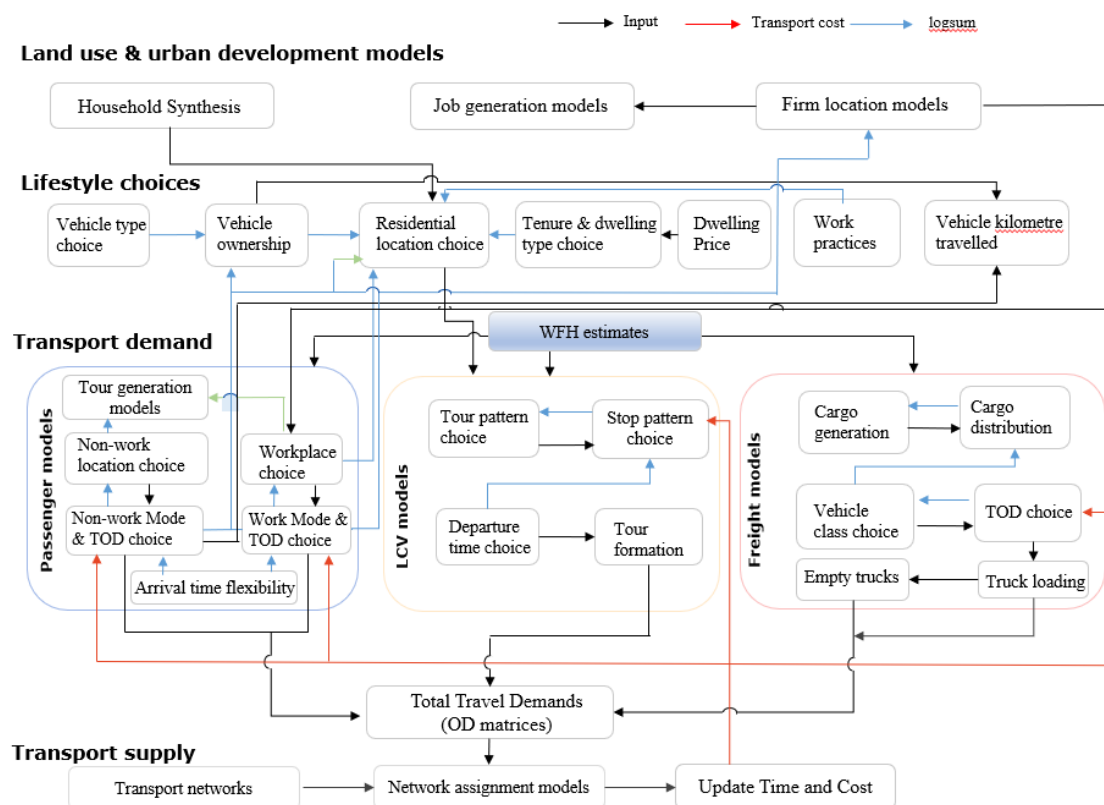 Input
Transport cost
logsum
Land use & urban development models
Household Synthesis
Job generation models
Firm location models
Lifestyle choices
Vehicle type
choice
Vehicle
ownership
Residential
location choice
Tenure & dwelling
type choice
Dwelling
Price
Work
practices
Vehicle kilometre
travelled
Transport demand
WFH estimates
Passenger models
Tour generation
models
Non-work
location choice
Workplace
choice
Non-work Mode
& TOD choice
Work Mode &
TOD choice
Arrival time flexibility
LCV models
Tour pattern
choice
Stop pattern
choice
Departure
time choice
Tour
formation
Freight models
Cargo
generation
Cargo
distribution
Vehicle
class choice
TOD choice
Empty trucks
Truck loading
Total Travel Demands
(OD matrices)
Transport supply
Transport networks
Network assignment models
Update Time and Cost